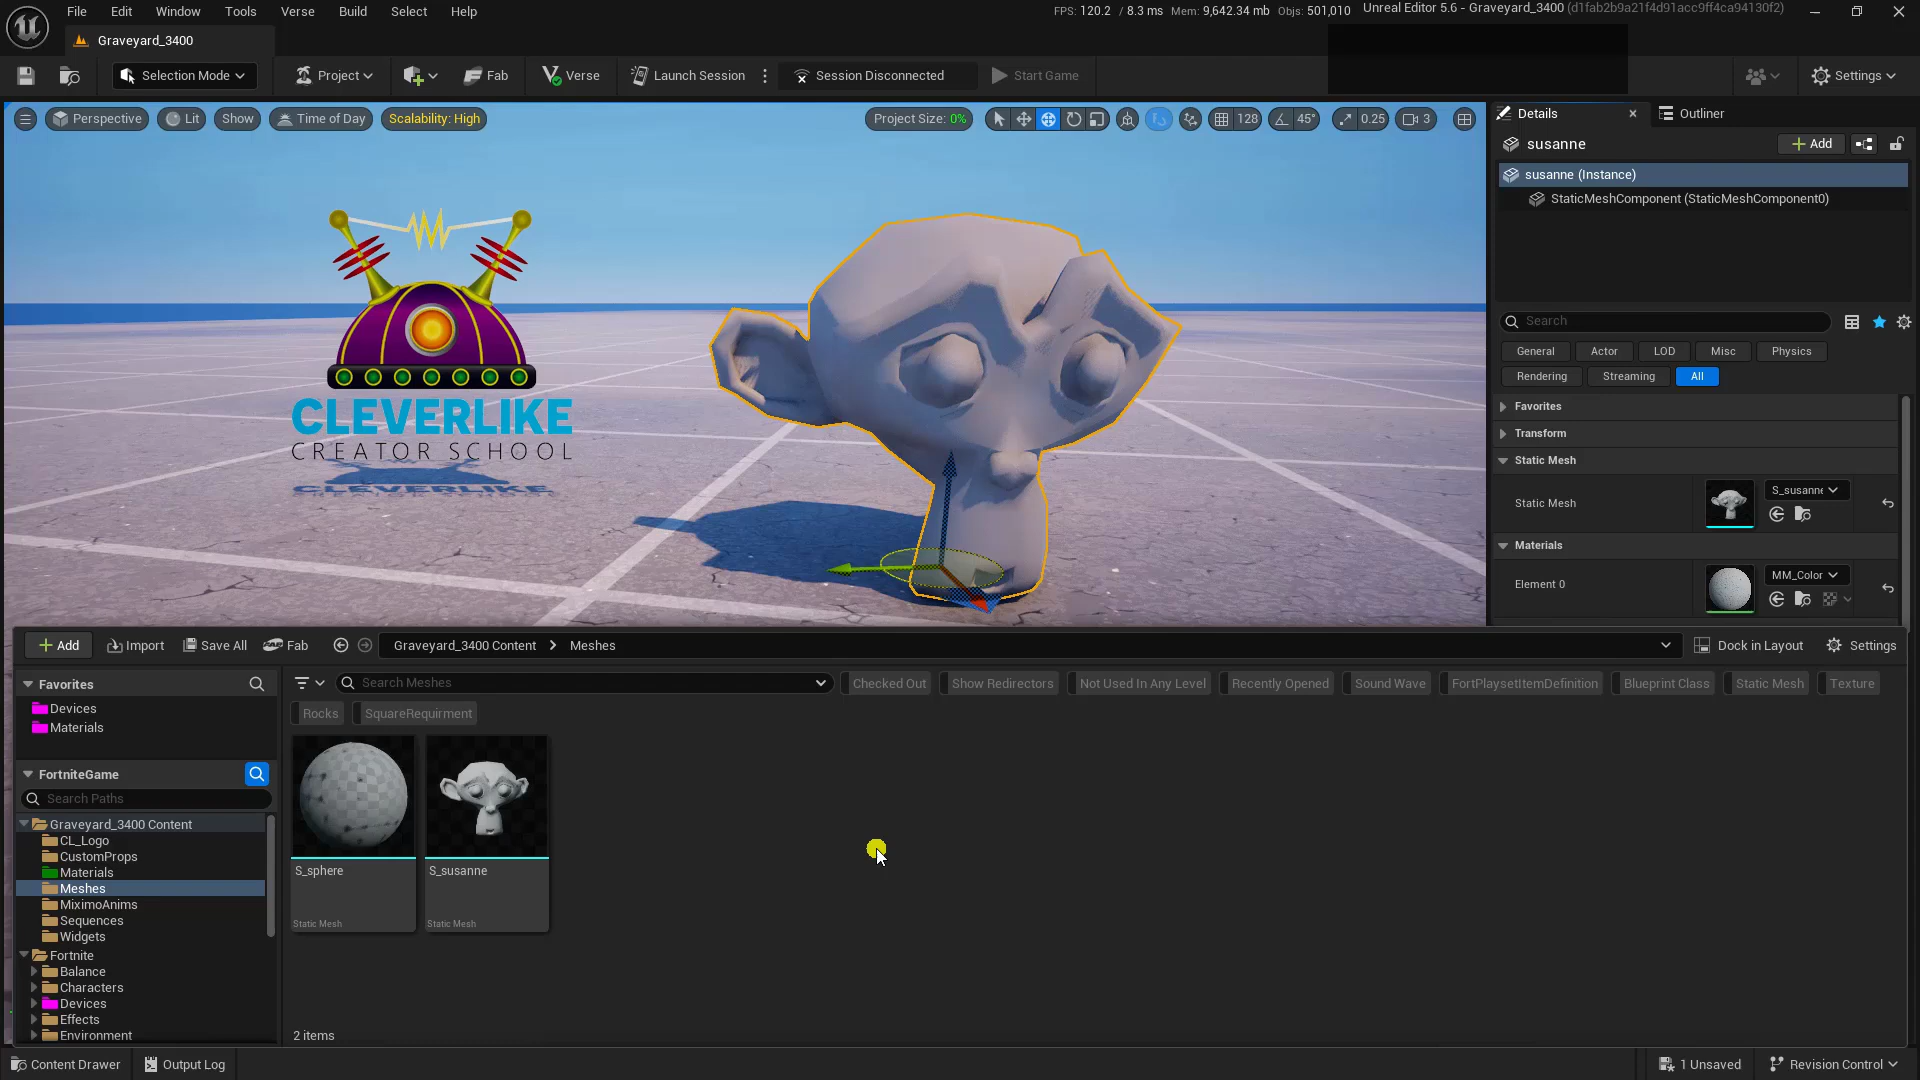 File Edit Window Tools Verse Build Select Help
FPS: 120.2 / 8.3 ms Mem: 9,642.34 mb Objs: 501,010 Unreal Editor 5.6 - Graveyard_3400 (d1fab2b9a21f4d91acc9ff4ca94130f2)
Graveyard_3400
Selection Mode Project Fab Verse Launch Session Session Disconnected Start Game Settings
Perspective Lit Show Time of Day Scalability: High Project Size: 0% 128 45° 0.25 3
Details Outliner
susanne Add
susanne (Instance)
StaticMeshComponent (StaticMeshComponent0)
Search
General Actor LOD Misc Physics
Rendering Streaming All
Favorites
Transform
Static Mesh
Static Mesh S_susanne
Materials
Element 0 MM_Color
CLEVERLIKE
CREATOR SCHOOL
CLEVERLIKE
Add Import Save All Fab Graveyard_3400 Content Meshes Dock in Layout Settings
Favorites
Devices
Materials
Search Meshes Checked Out Show Redirectors Not Used In Any Level Recently Opened Sound Wave FortPlaysetItemDefinition Blueprint Class Static Mesh Texture
Rocks SquareRequirment
FortniteGame
Search Paths
Graveyard_3400 Content
CL_Logo
CustomProps
Materials
Meshes
MiximoAnims
Sequences
Widgets
Fortnite
Balance
Characters
Devices
Effects
Environment
S_sphere
Static Mesh
S_susanne
Static Mesh
2 items
Content Drawer Output Log 1 Unsaved Revision Control